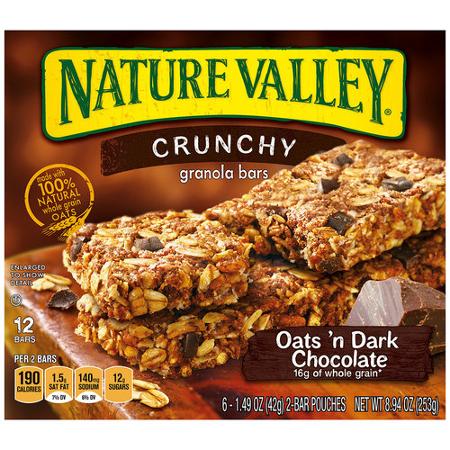 NATURE VALLEY®
CRUNCHY
granola bars
made with
100%
NATURAL
whole grain
OATS
ENLARGED
TO SHOW
DETAIL
12
BARS
PER 2 BARS
190
CALORIES
1.5g
SAT FAT
7% DV
140mg
SODIUM
6% DV
12g
SUGARS
Oats 'n Dark
Chocolate
16g of whole grain*
6 - 1.49 OZ (42g) 2-BAR POUCHES NET WT 8.94 OZ (253g)